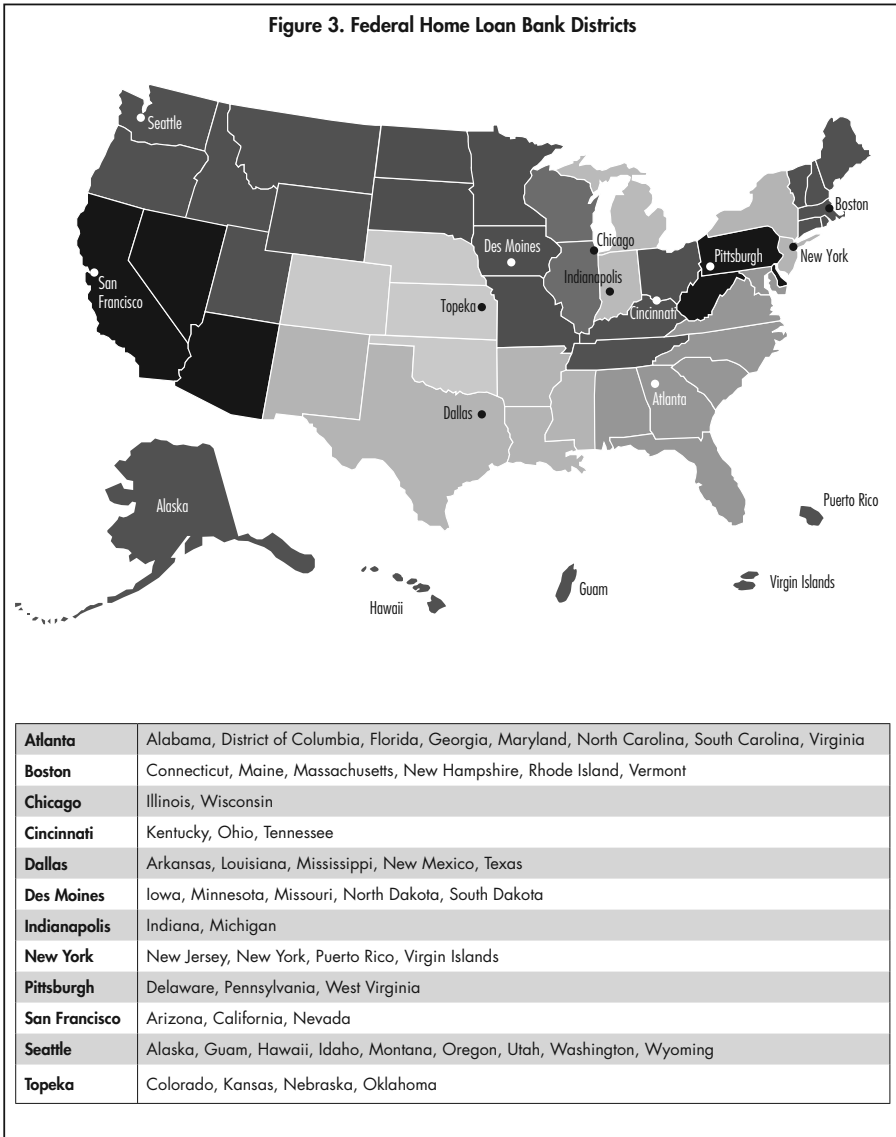 Figure 3. Federal Home Loan Bank Districts
Seattle
Boston
Chicago
Des Moines
Pittsburgh
New York
San
Francisco
Indianapolis
Topeka
Cincinnati
Atlanta
Dallas
Alaska
Puerto Rico
Hawaii
Guam
Virgin Islands
Atlanta Alabama, District of Columbia, Florida, Georgia, Maryland, North Carolina, South Carolina, Virginia
Boston Connecticut, Maine, Massachusetts, New Hampshire, Rhode Island, Vermont
Chicago Illinois, Wisconsin
Cincinnati Kentucky, Ohio, Tennessee
Dallas Arkansas, Louisiana, Mississippi, New Mexico, Texas
Des Moines Iowa, Minnesota, Missouri, North Dakota, South Dakota
Indianapolis Indiana, Michigan
New York New Jersey, New York, Puerto Rico, Virgin Islands
Pittsburgh Delaware, Pennsylvania, West Virginia
San Francisco Arizona, California, Nevada
Seattle Alaska, Guam, Hawaii, Idaho, Montana, Oregon, Utah, Washington, Wyoming
Topeka Colorado, Kansas, Nebraska, Oklahoma